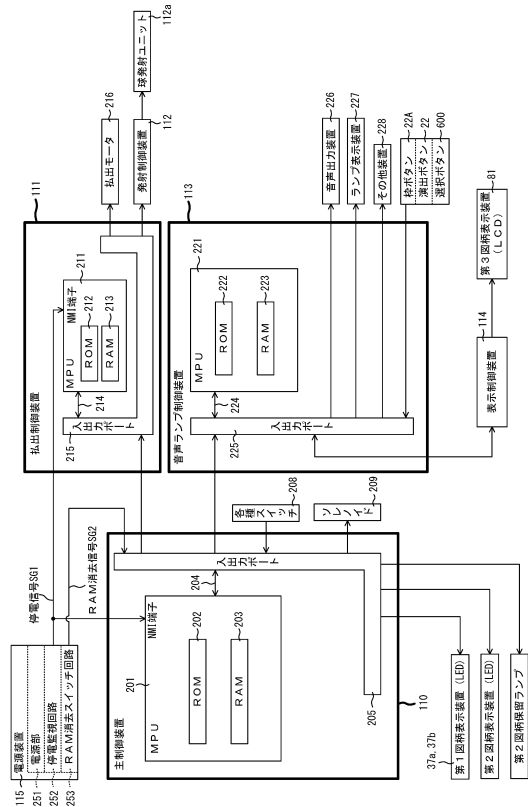 115
電源装置
251
電源部
252
停電監視回路
253
RAM消去スイッチ回路
停電信号SG1
RAM消去信号SG2
主制御装置
110
201
MPU
NMI端子
ROM
202
RAM
203
204
入出力ポート
205
各種スイッチ
208
ソレノイド
209
37a, 37b
第1図柄表示装置(LED)
第2図柄表示装置(LED)
第2図柄保留ランプ
払出制御装置
111
215
入出力ポート
214
MPU
NMI端子
211
ROM
212
RAM
213
払出モータ
216
発射制御装置
112
球発射ユニット
112a
音声ランプ制御装置
113
225
入出力ポート
224
MPU
221
ROM
222
RAM
223
音声出力装置
226
ランプ表示装置
227
その他装置
228
枠ボタン
22A
演出ボタン
22
選択ボタン
600
表示制御装置
114
第3図柄表示装置
(LCD)
81